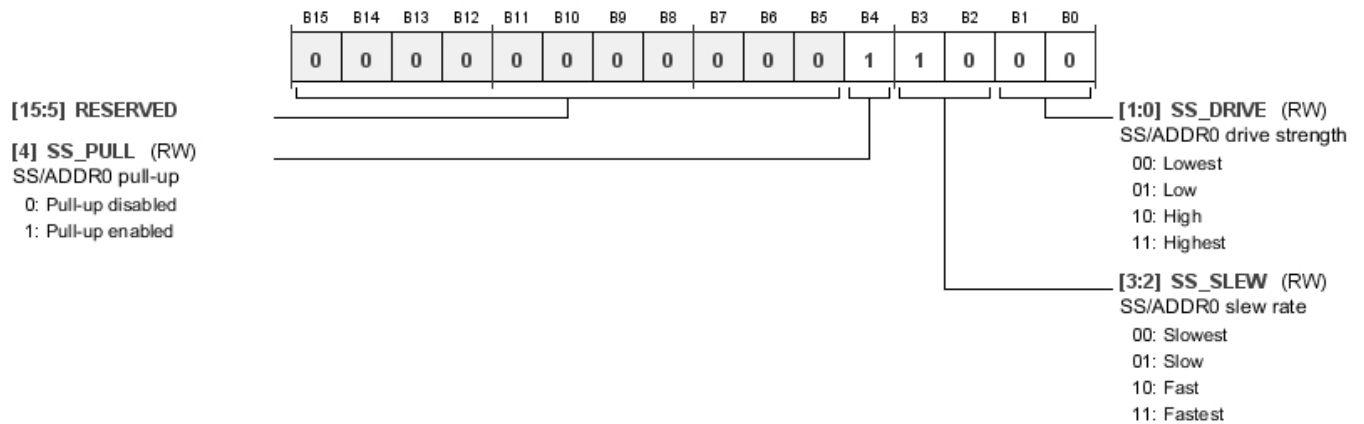 B15 B14 B13 B12 B11 B10 B9 B8 B7 B6 B5 B4 B3 B2 B1 B0
0 0 0 0 0 0 0 0 0 0 0 1 1 0 0 0
[15:5] RESERVED
[4] SS_PULL (RW)
SS/ADDR0 pull-up
0: Pull-up disabled
1: Pull-up enabled
[1:0] SS_DRIVE (RW)
SS/ADDR0 drive strength
00: Lowest
01: Low
10: High
11: Highest
[3:2] SS_SLEW (RW)
SS/ADDR0 slew rate
00: Slowest
01: Slow
10: Fast
11: Fastest